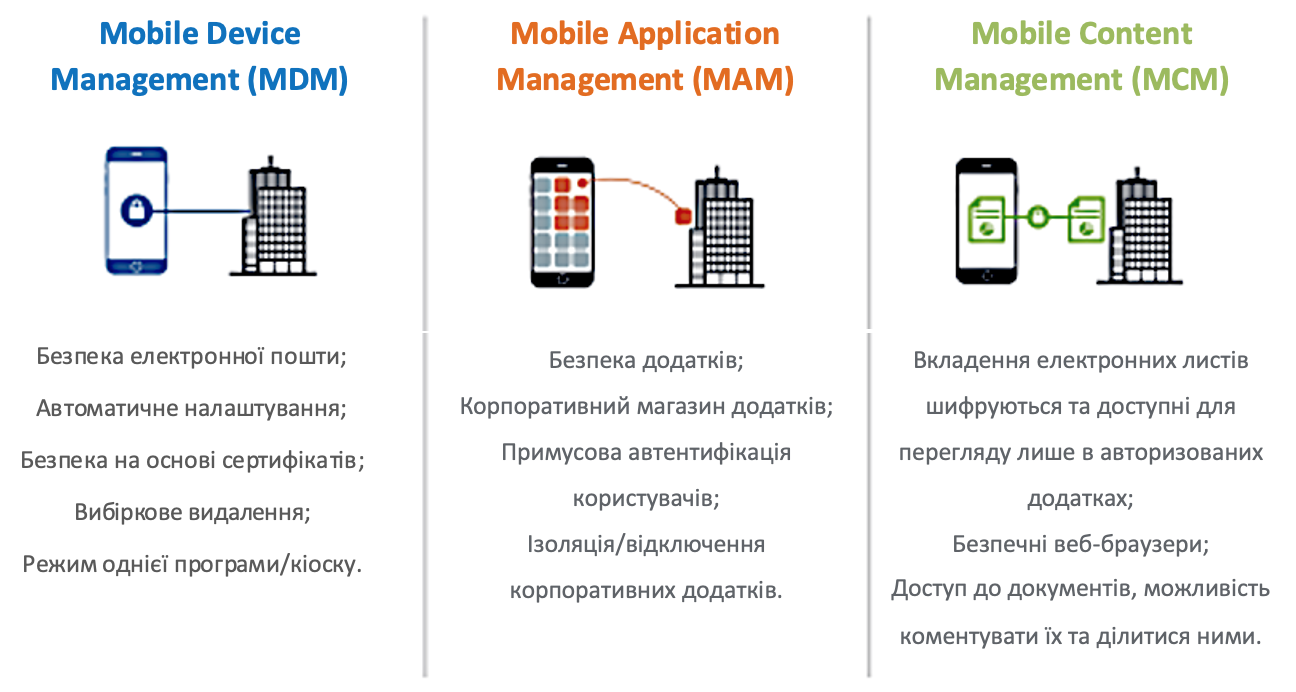 Mobile Device
Management (MDM)
Безпека електронної пошти;
Автоматичне налаштування;
Безпека на основі сертифікатів;
Вибіркове видалення;
Режим однієї програми/кіоску.
Mobile Application
Management (MAM)
Безпека додатків;
Корпоративний магазин додатків;
Примусова автентифікація
користувачів;
Ізоляція/відключення
корпоративних додатків.
Mobile Content
Management (MCM)
Вкладення електронних листів
шифруються та доступні для
перегляду лише в авторизованих
додатках;
Безпечні веб-браузери;
Доступ до документів, можливість
коментувати їх та ділитися ними.